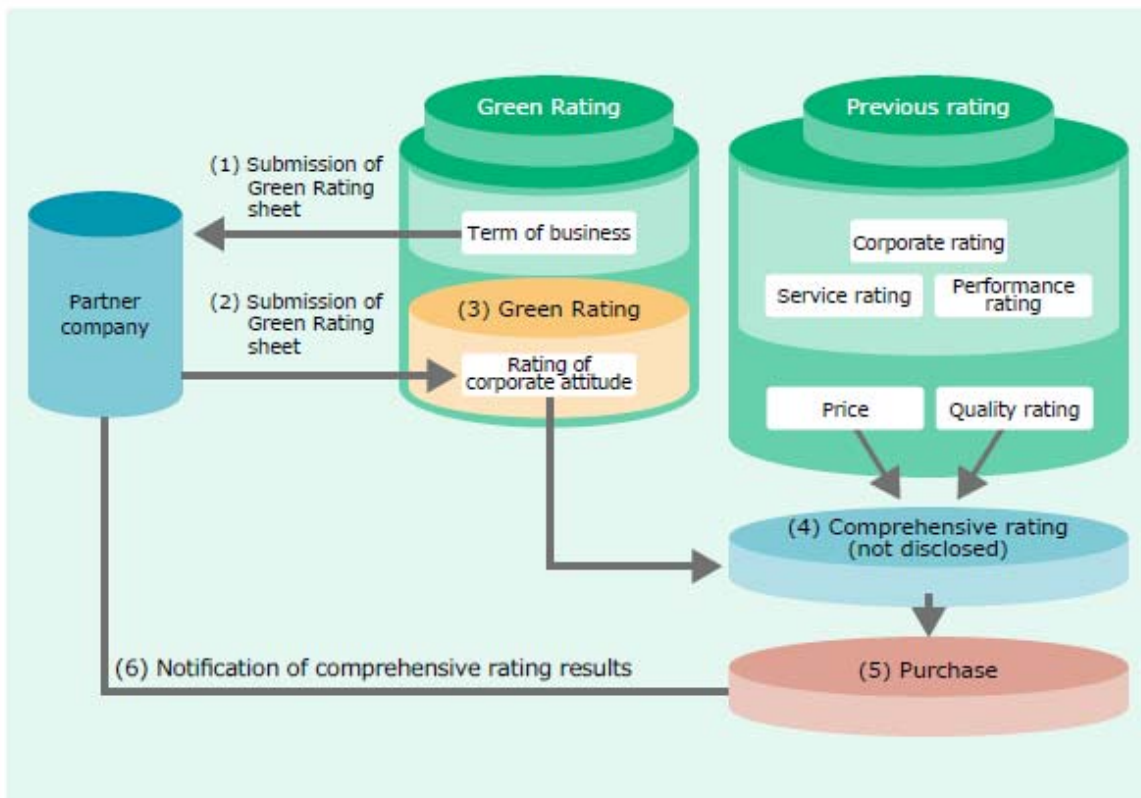 Green Rating
Previous rating
(1) Submission of
Green Rating
sheet
Term of business
Corporate rating
Service rating
Performance
rating
Partner
company
(2) Submission of
Green Rating
sheet
(3) Green Rating
Rating of
corporate attitude
Price
Quality rating
(4) Comprehensive rating
(not disclosed)
(5) Purchase
(6) Notification of comprehensive rating results